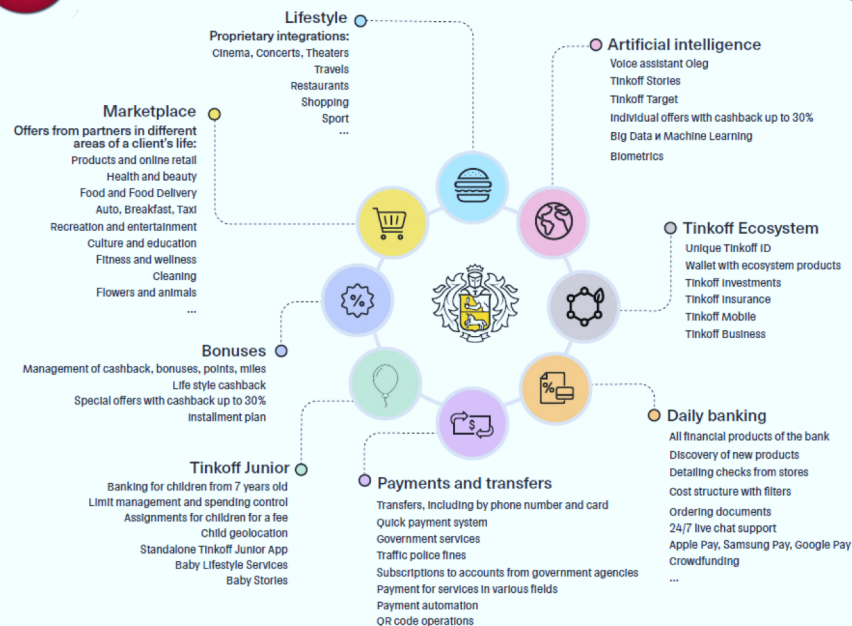 Lifestyle
Proprietary integrations:
Cinema, Concerts, Theaters
Travels
Restaurants
Shopping
Sport
...
Artificial intelligence
Voice assistant Oleg
Tinkoff Stories
Tinkoff Target
Individual offers with cashback up to 30%
Big Data и Machine Learning
Biometrics
Marketplace
Offers from partners in different
areas of a client's life:
Products and online retail
Health and beauty
Food and Food Delivery
Auto, Breakfast, Taxi
Recreation and entertainment
Culture and education
Fitness and wellness
Cleaning
Flowers and animals
...
Tinkoff Ecosystem
Unique Tinkoff ID
Wallet with ecosystem products
Tinkoff Investments
Tinkoff Insurance
Tinkoff Mobile
Tinkoff Business
Bonuses
Management of cashback, bonuses, points, miles
Life style cashback
Special offers with cashback up to 30%
Installment plan
Daily banking
All financial products of the bank
Discovery of new products
Detailing checks from stores
Cost structure with filters
Ordering documents
24/7 live chat support
Apple Pay, Samsung Pay, Google Pay
Crowdfunding
...
Tinkoff Junior
Banking for children from 7 years old
Limit management and spending control
Assignments for children for a fee
Child geolocation
Standalone Tinkoff Junior App
Baby Lifestyle Services
Baby Stories
Payments and transfers
Transfers, including by phone number and card
Quick payment system
Government services
Traffic police fines
Subscriptions to accounts from government agencies
Payment for services in various fields
Payment automation
QR code operations
%
%
$